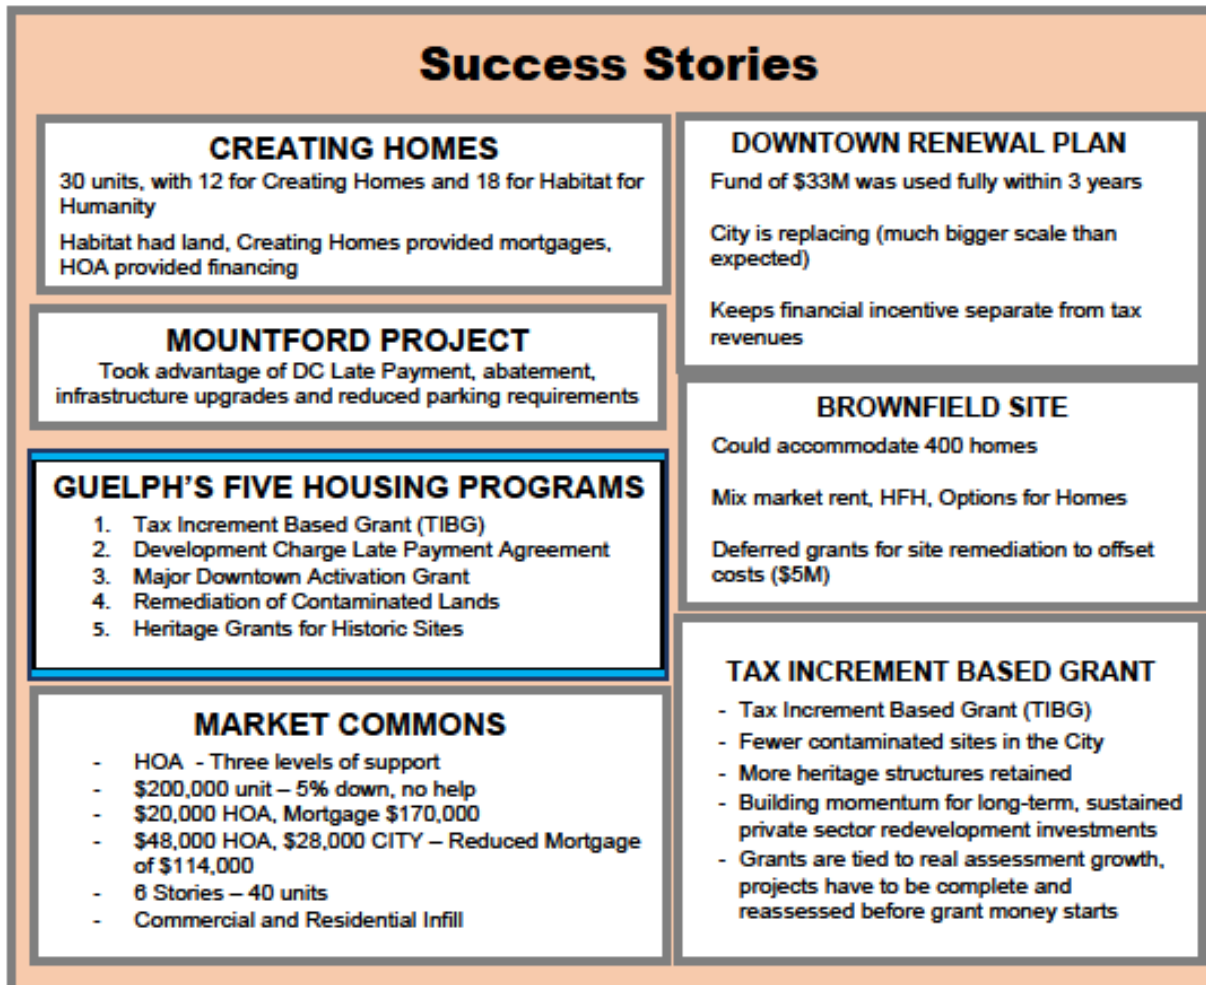 Success Stories
CREATING HOMES
30 units, with 12 for Creating Homes and 18 for Habitat for
Humanity
Habitat had land, Creating Homes provided mortgages,
HOA provided financing
MOUNTFORD PROJECT
Took advantage of DC Late Payment, abatement,
infrastructure upgrades and reduced parking requirements
GUELPH'S FIVE HOUSING PROGRAMS
1. Tax Increment Based Grant (TIBG)
2. Development Charge Late Payment Agreement
3. Major Downtown Activation Grant
4. Remediation of Contaminated Lands
5. Heritage Grants for Historic Sites
MARKET COMMONS
- HOA - Three levels of support
- $200,000 unit – 5% down, no help
- $20,000 HOA, Mortgage $170,000
- $48,000 HOA, $28,000 CITY – Reduced Mortgage
of $114,000
- 6 Stories – 40 units
- Commercial and Residential Infill
DOWNTOWN RENEWAL PLAN
Fund of $33M was used fully within 3 years
City is replacing (much bigger scale than
expected)
Keeps financial incentive separate from tax
revenues
BROWNFIELD SITE
Could accommodate 400 homes
Mix market rent, HFH, Options for Homes
Deferred grants for site remediation to offset
costs ($5M)
TAX INCREMENT BASED GRANT
- Tax Increment Based Grant (TIBG)
- Fewer contaminated sites in the City
- More heritage structures retained
- Building momentum for long-term, sustained
private sector redevelopment investments
- Grants are tied to real assessment growth,
projects have to be complete and
reassessed before grant money starts